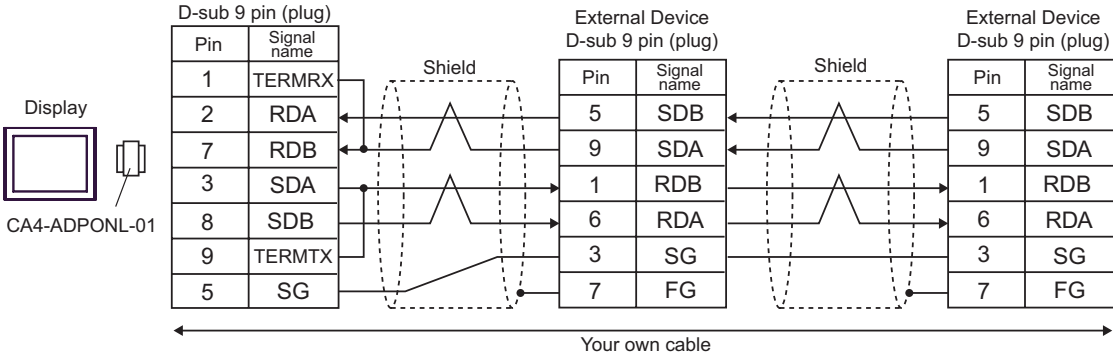 D-sub 9 pin (plug)
Pin Signal name
1 TERMRX
2 RDA
7 RDB
3 SDA
8 SDB
9 TERMTX
5 SG
Display
CA4-ADPONL-01
Shield
External Device
D-sub 9 pin (plug)
Pin Signal name
5 SDB
9 SDA
1 RDB
6 RDA
3 SG
7 FG
Shield
External Device
D-sub 9 pin (plug)
Pin Signal name
5 SDB
9 SDA
1 RDB
6 RDA
3 SG
7 FG
Your own cable